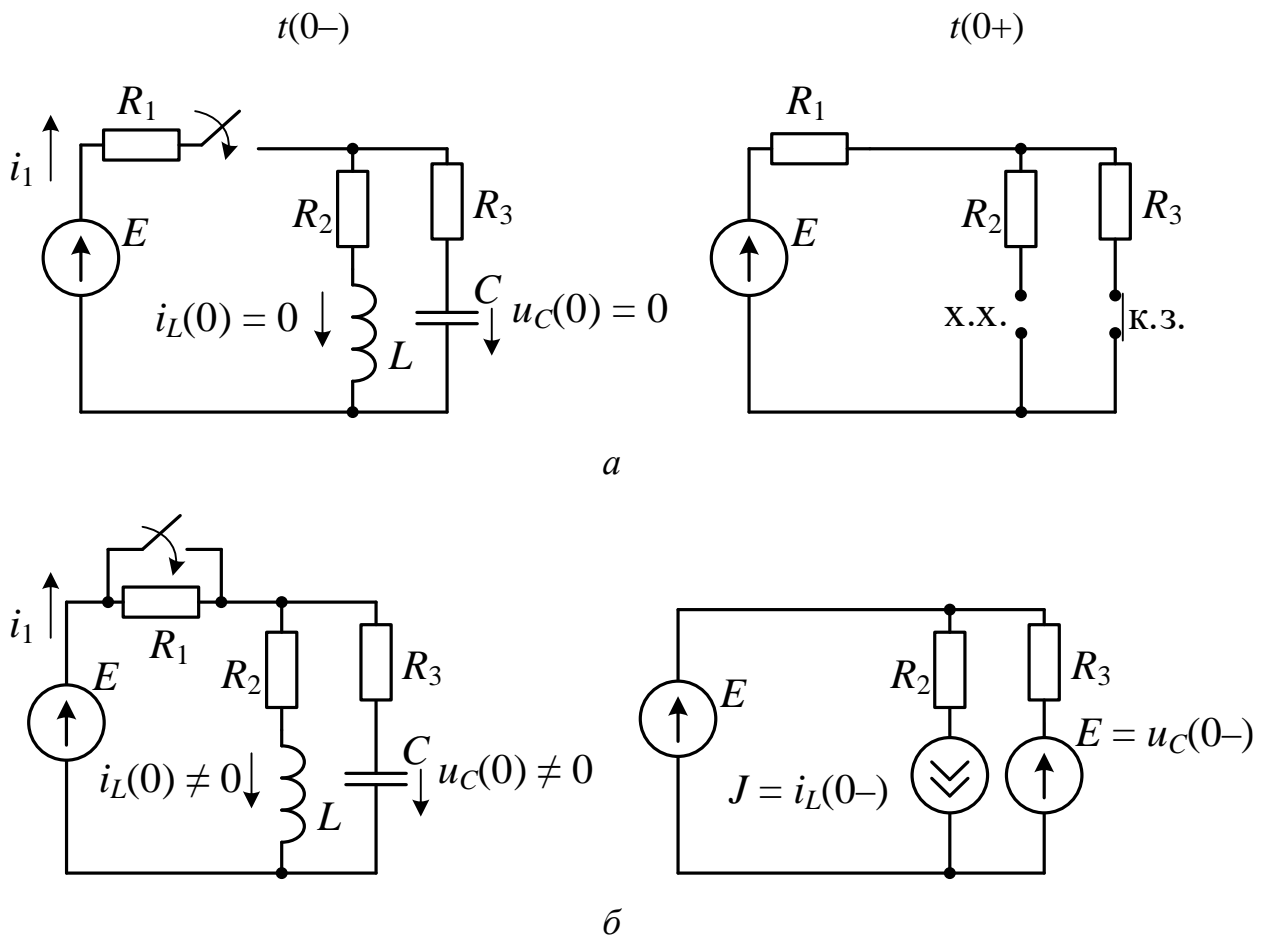 t(0–)
t(0+)
R1
i1
E
R2
R3
iL(0) = 0
L
C
uC(0) = 0
R1
E
R2
R3
х.х.
к.з.
а
i1
R1
E
R2
R3
iL(0) ≠ 0
L
C
uC(0) ≠ 0
E
R2
R3
J = iL(0–)
E = uC(0–)
б